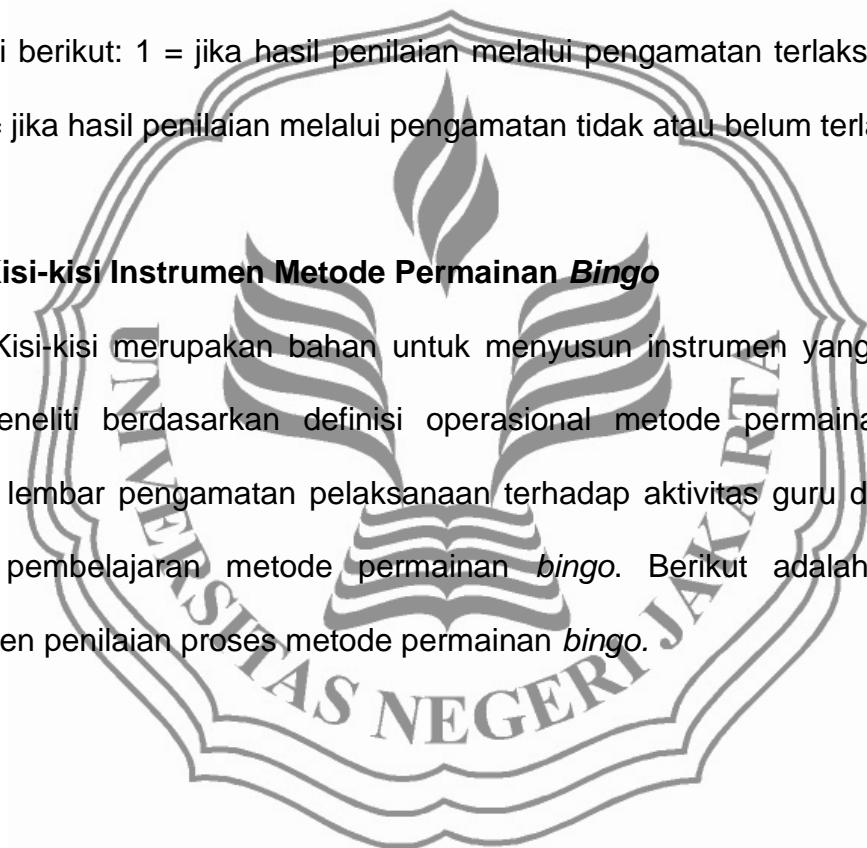 i berikut: 1 = jika hasil penilaian melalui pengamatan terlaks
= jika hasil penilaian melalui pengamatan tidak atau belum terla
Kisi-kisi Instrumen Metode Permainan Bingo
Kisi-kisi merupakan bahan untuk menyusun instrumen yang
eneliti berdasarkan definisi operasional metode permaina
lembar pengamatan pelaksanaan terhadap aktivitas guru d
pembelajaran metode permainan bingo. Berikut adalah
en penilaian proses metode permainan bingo.
UNIVERSITAS NEGERI JAKARTA